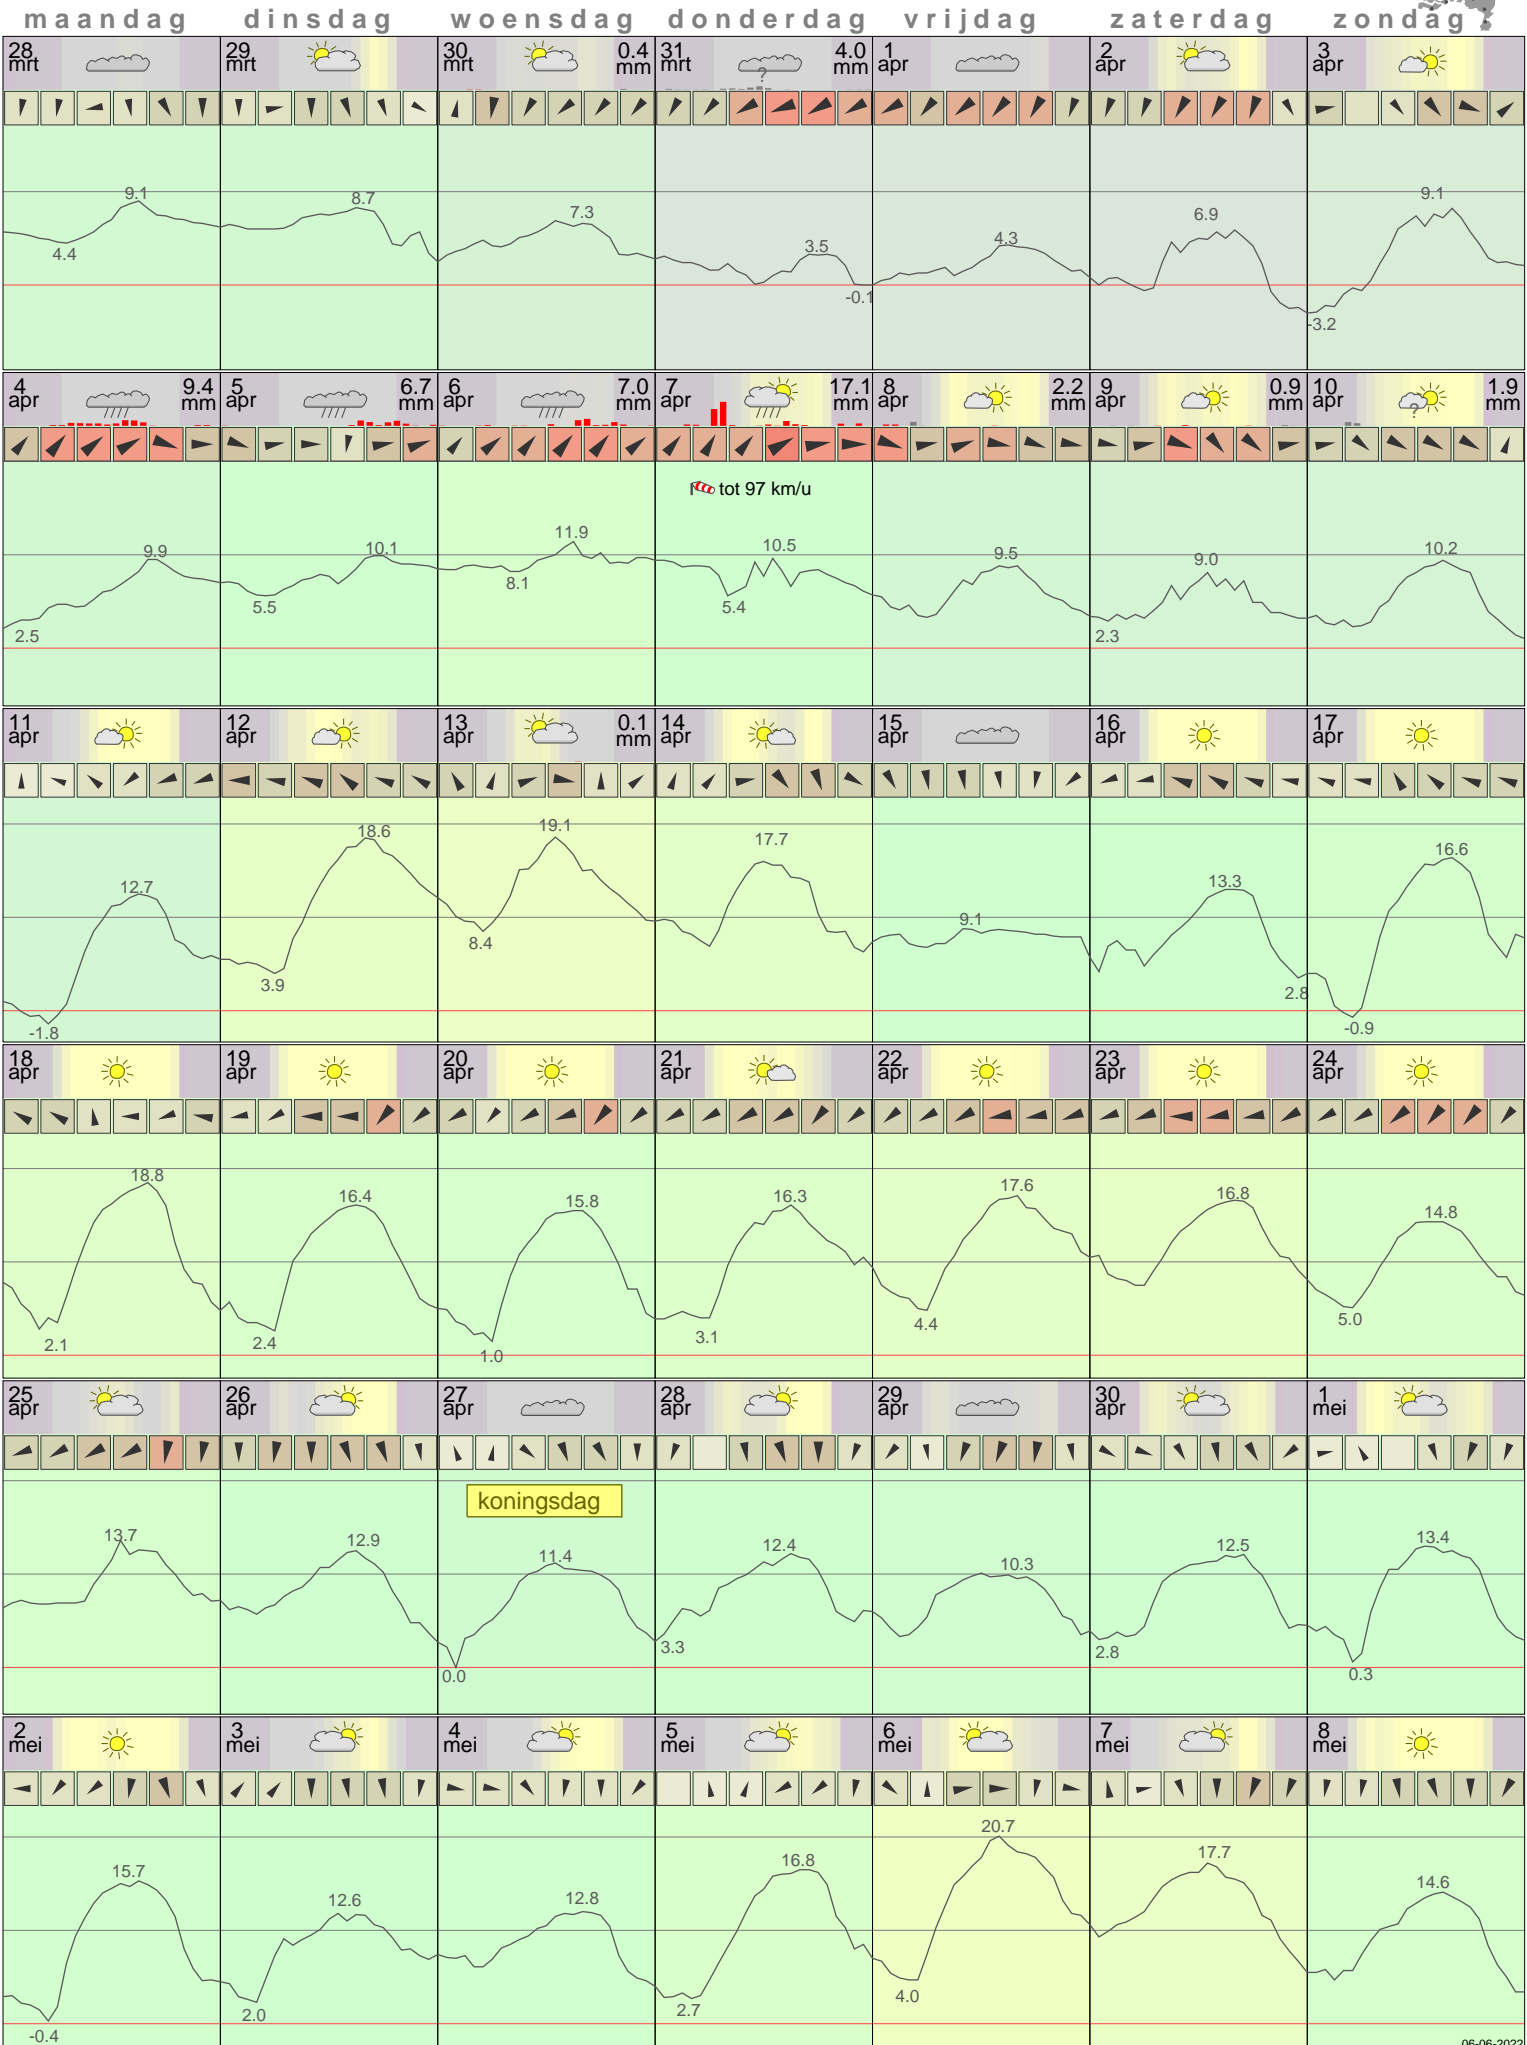 maandag dinsdag woensdag donderdag vrijdag zaterdag zondag
28 mrt 29 mrt 30 mrt 0.4 mm 31 mrt 4.0 mm 1 apr 2 apr 3 apr
?
9.1 8.7 7.3 3.5 4.3 6.9 9.1
4.4 -0.1 -3.2
4 apr 9.4 mm 5 apr 6.7 mm 6 apr 7.0 mm 7 apr 17.1 mm 8 apr 2.2 mm 9 apr 0.9 mm 10 apr 1.9 mm
?
tot 97 km/u
9.9 10.1 11.9 10.5 9.5 9.0 10.2
2.5 5.5 8.1 5.4 2.3
11 apr 12 apr 13 apr 0.1 mm 14 apr 15 apr 16 apr 17 apr
12.7 18.6 19.1 17.7 9.1 13.3 16.6
-1.8 3.9 8.4 2.8 -0.9
18 apr 19 apr 20 apr 21 apr 22 apr 23 apr 24 apr
18.8 16.4 15.8 16.3 17.6 16.8 14.8
2.1 2.4 1.0 3.1 4.4 5.0
25 apr 26 apr 27 apr 28 apr 29 apr 30 apr 1 mei
koningsdag
13.7 12.9 11.4 12.4 10.3 12.5 13.4
0.0 3.3 2.8 0.3
2 mei 3 mei 4 mei 5 mei 6 mei 7 mei 8 mei
15.7 12.6 12.8 16.8 20.7 17.7 14.6
-0.4 2.0 2.7 4.0
06-06-2022